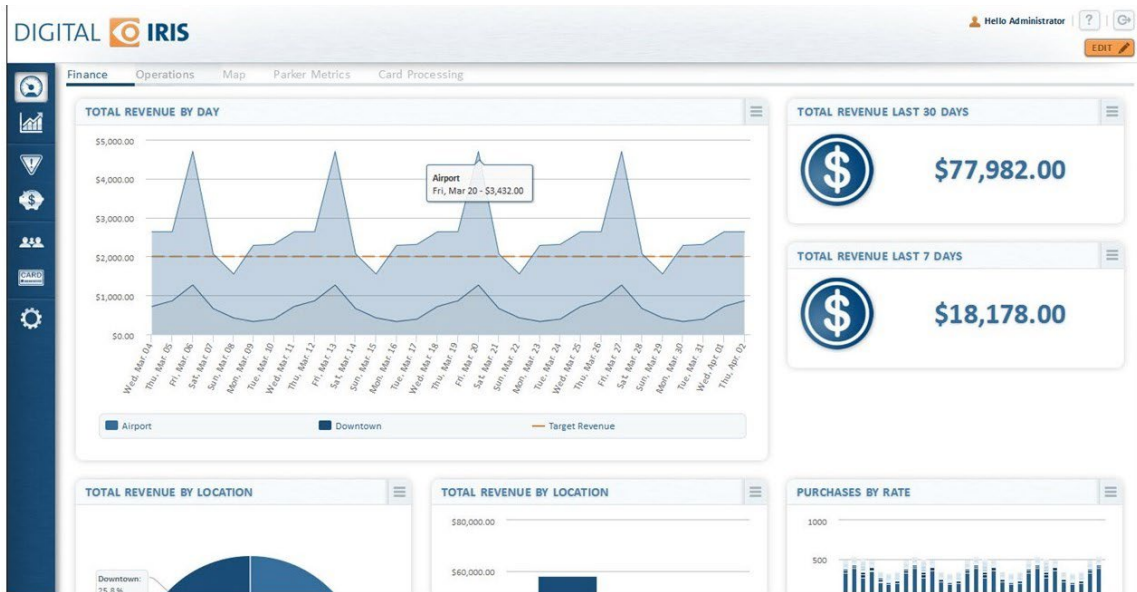 DIGITAL IRIS
Hello Administrator
?
EDIT
Finance Operations Map Parker Metrics Card Processing
CARD
TOTAL REVENUE BY DAY
$5,000.00
$4,000.00
$3,000.00
$2,000.00
$1,000.00
$0.00
Airport
Fri, Mar 20 - $3,432.00
Wed. Mar. 04
Thu. Mar. 05
Fri. Mar. 06
Sat. Mar. 07
Sun. Mar. 08
Mon. Mar. 09
Tue. Mar. 10
Wed. Mar. 11
Thu. Mar. 12
Fri. Mar. 13
Sat. Mar. 14
Sun. Mar. 15
Mon. Mar. 16
Tue. Mar. 17
Wed. Mar. 18
Thu. Mar. 19
Fri. Mar. 20
Sat. Mar. 21
Sun. Mar. 22
Mon. Mar. 23
Tue. Mar. 24
Wed. Mar. 25
Thu. Mar. 26
Fri. Mar. 27
Sat. Mar. 28
Sun. Mar. 29
Mon. Mar. 30
Tue. Mar. 31
Wed. Apr. 01
Thu. Apr. 02
Airport Downtown Target Revenue
TOTAL REVENUE LAST 30 DAYS
$
$77,982.00
TOTAL REVENUE LAST 7 DAYS
$
$18,178.00
TOTAL REVENUE BY LOCATION
Downtown:
25.8 %
TOTAL REVENUE BY LOCATION
$80,000.00
$60,000.00
PURCHASES BY RATE
1000
500